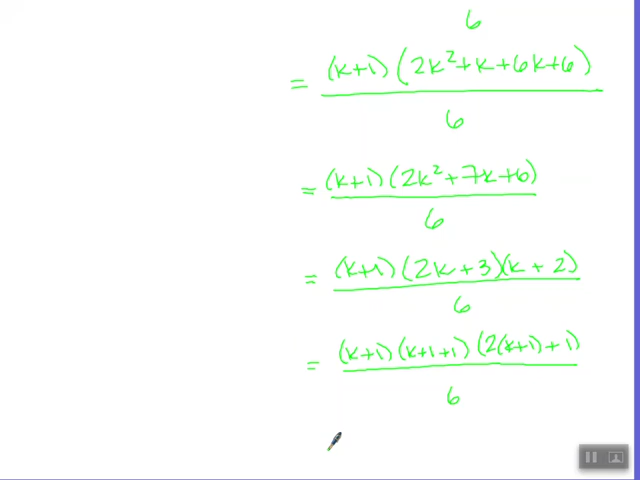 6
= (k+1)(2k²+k+6k+6)
6
= (k+1)(2k²+7k+6)
6
= (k+1)(2k+3)(k+2)
6
= (k+1)(k+1+1)(2(k+1)+1)
6